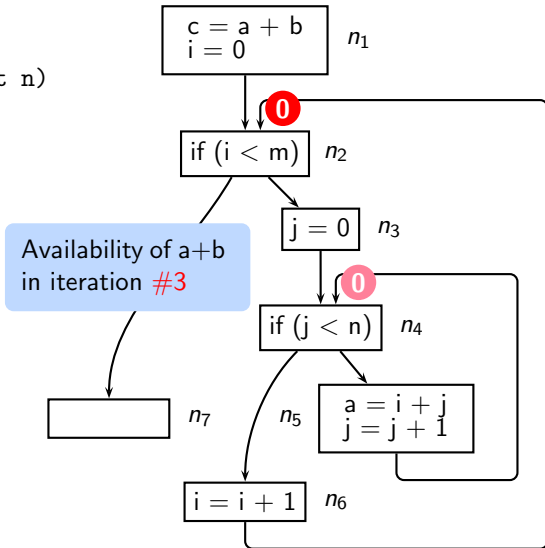 c = a + b
i = 0
n1
t n)
0
if (i < m)
n2
j = 0
n3
Availability of a+b
in iteration #3
0
if (j < n)
n4
a = i + j
j = j + 1
n5
n7
i = i + 1
n6